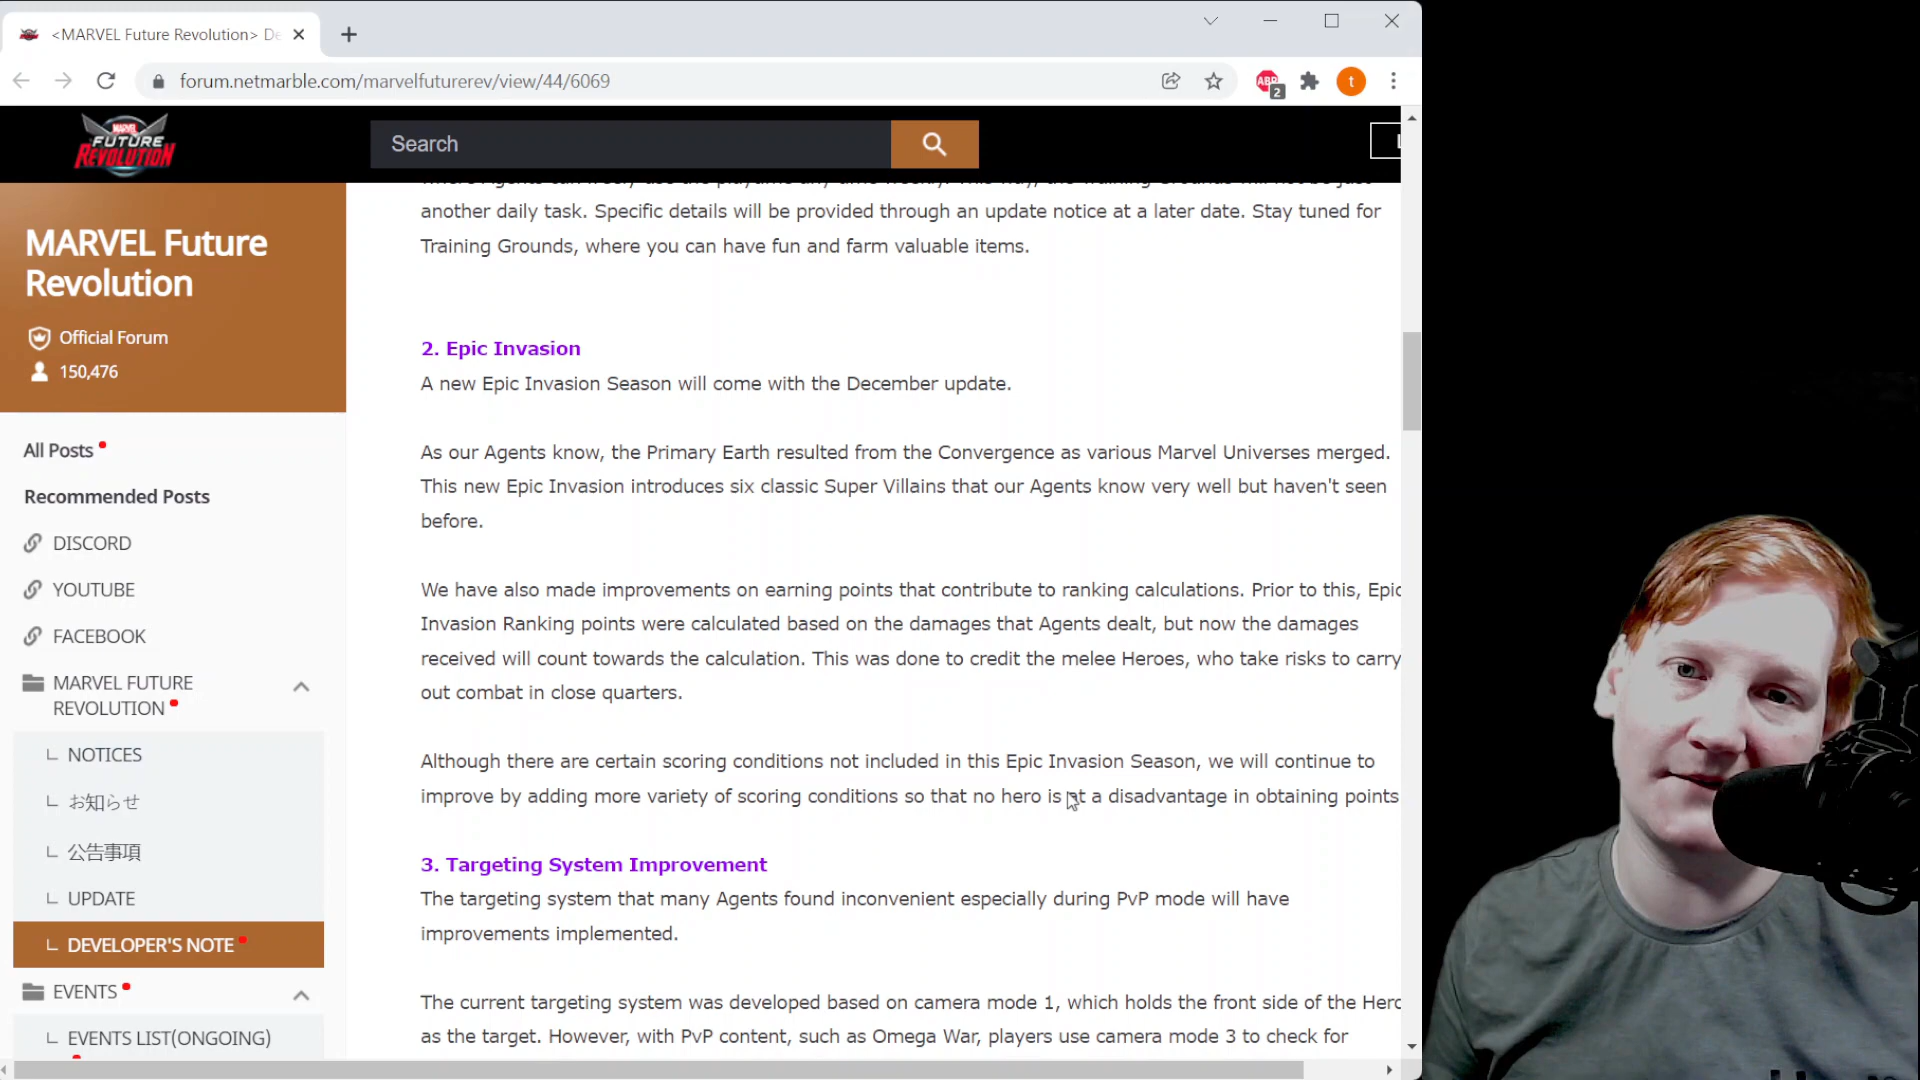 <MARVEL Future Revolution> De
forum.netmarble.com/marvelfuturerev/view/44/6069
ABP
2
t
MARVEL
FUTURE
REVOLUTION
Search
MARVEL Future
Revolution
Official Forum
150,476
All Posts
Recommended Posts
DISCORD
YOUTUBE
FACEBOOK
MARVEL FUTURE
REVOLUTION
NOTICES
お知らせ
公告事項
UPDATE
DEVELOPER'S NOTE
EVENTS
EVENTS LIST(ONGOING)
another daily task. Specific details will be provided through an update notice at a later date. Stay tuned for
Training Grounds, where you can have fun and farm valuable items.
2. Epic Invasion
A new Epic Invasion Season will come with the December update.
As our Agents know, the Primary Earth resulted from the Convergence as various Marvel Universes merged.
This new Epic Invasion introduces six classic Super Villains that our Agents know very well but haven't seen
before.
We have also made improvements on earning points that contribute to ranking calculations. Prior to this, Epic
Invasion Ranking points were calculated based on the damages that Agents dealt, but now the damages
received will count towards the calculation. This was done to credit the melee Heroes, who take risks to carry
out combat in close quarters.
Although there are certain scoring conditions not included in this Epic Invasion Season, we will continue to
improve by adding more variety of scoring conditions so that no hero is at a disadvantage in obtaining points
3. Targeting System Improvement
The targeting system that many Agents found inconvenient especially during PvP mode will have
improvements implemented.
The current targeting system was developed based on camera mode 1, which holds the front side of the Hero
as the target. However, with PvP content, such as Omega War, players use camera mode 3 to check for